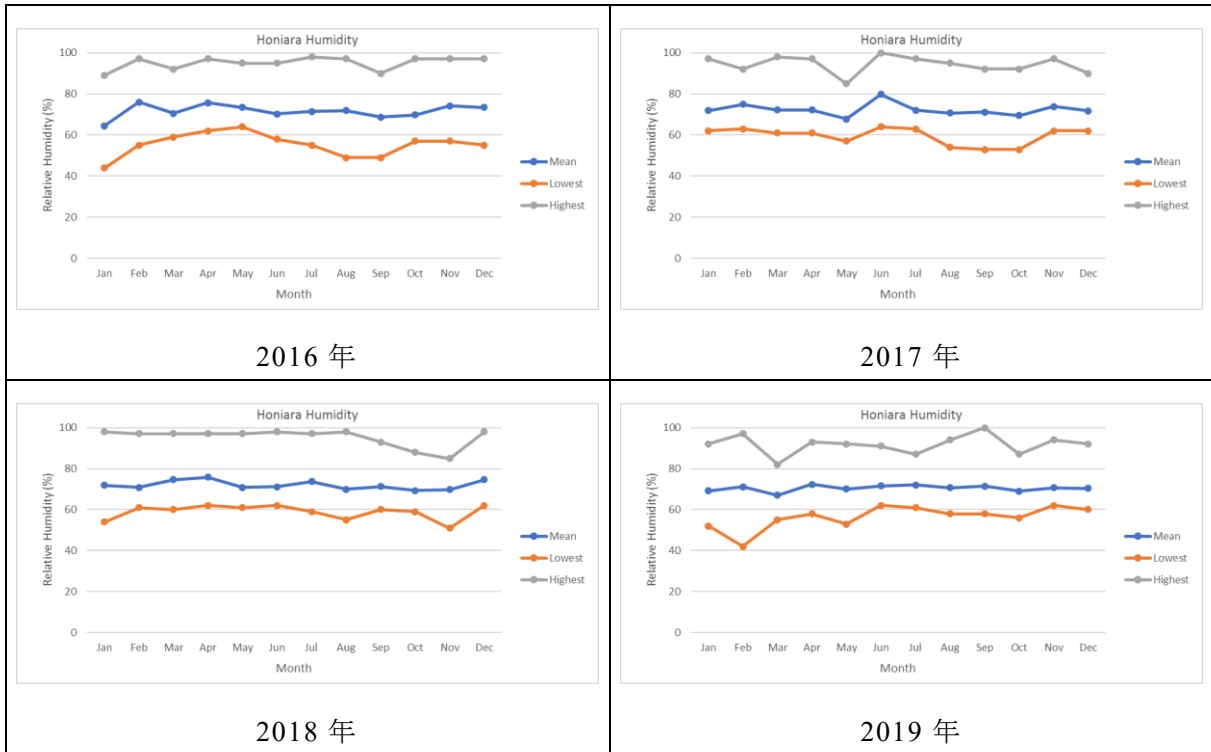 Honiara Humidity
Relative Humidity (%)
100
80
60
40
20
0
Jan Feb Mar Apr May Jun Jul Aug Sep Oct Nov Dec
Month
Mean
Lowest
Highest
2016 年
Honiara Humidity
Relative Humidity (%)
100
80
60
40
20
0
Jan Feb Mar Apr May Jun Jul Aug Sep Oct Nov Dec
Month
Mean
Lowest
Highest
2017 年
Honiara Humidity
Relative Humidity (%)
100
80
60
40
20
0
Jan Feb Mar Apr May Jun Jul Aug Sep Oct Nov Dec
Month
Mean
Lowest
Highest
2018 年
Honiara Humidity
Relative Humidity (%)
100
80
60
40
20
0
Jan Feb Mar Apr May Jun Jul Aug Sep Oct Nov Dec
Month
Mean
Lowest
Highest
2019 年